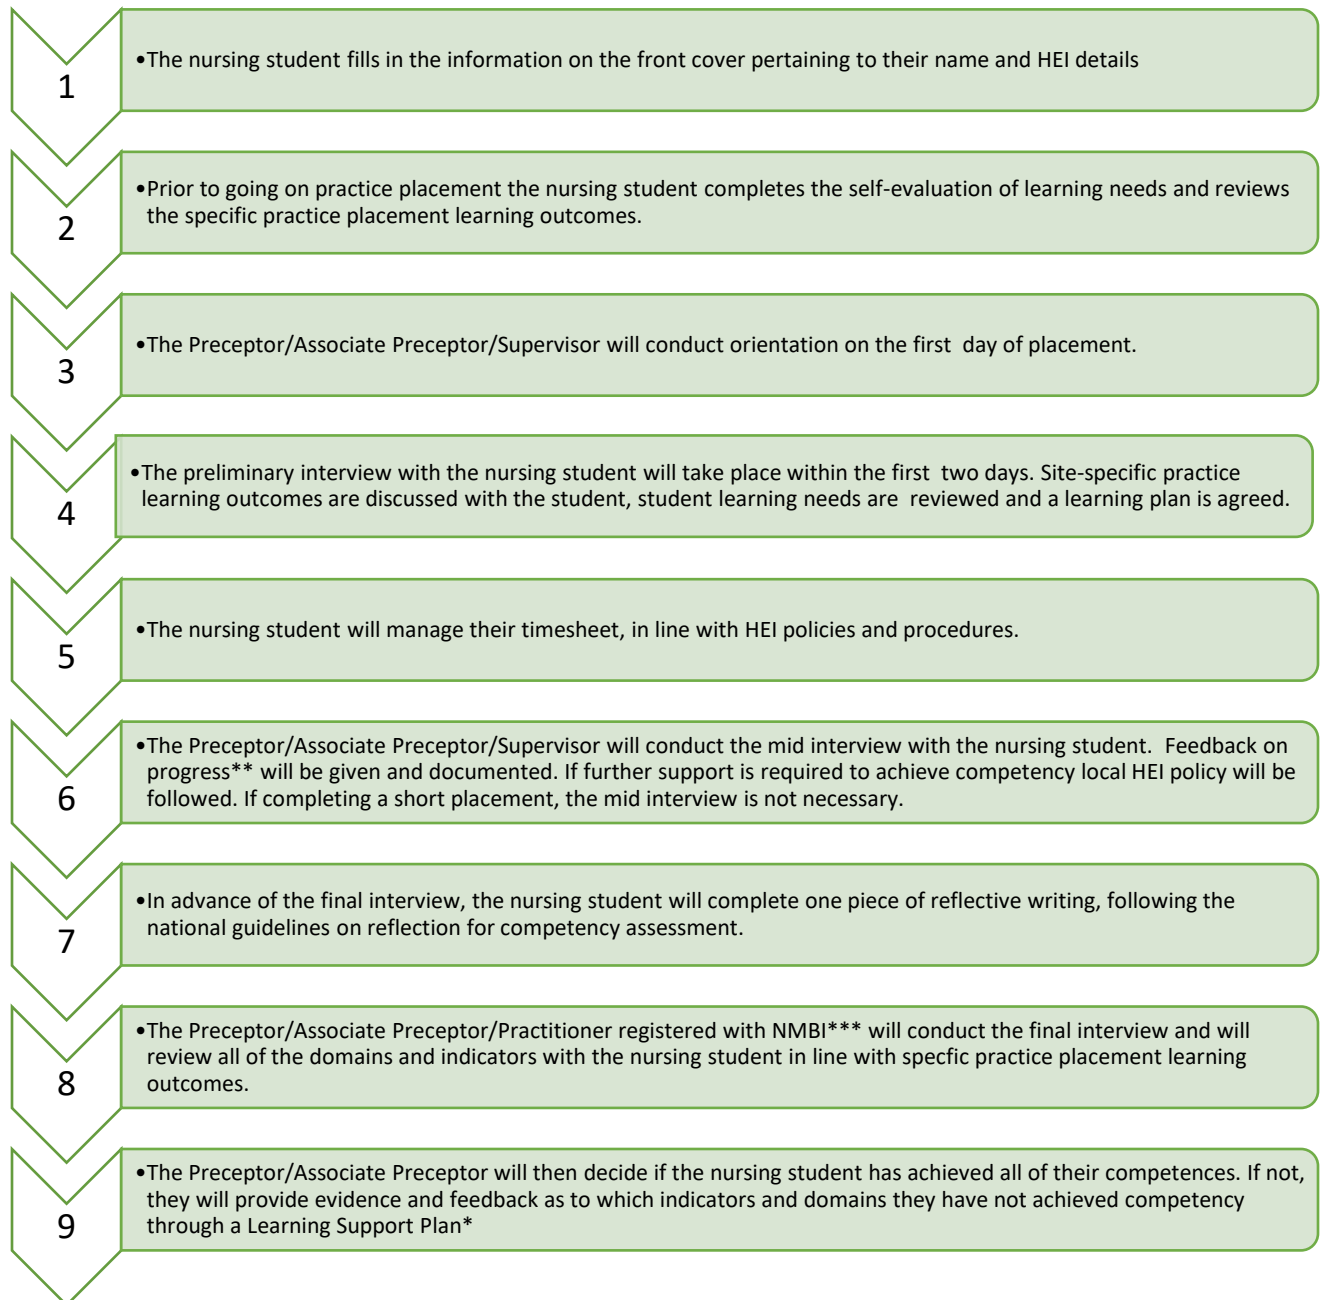 1
•The nursing student fills in the information on the front cover pertaining to their name and HEI details
2
•Prior to going on practice placement the nursing student completes the self-evaluation of learning needs and reviews
the specific practice placement learning outcomes.
3
•The Preceptor/Associate Preceptor/Supervisor will conduct orientation on the first day of placement.
4
•The preliminary interview with the nursing student will take place within the first two days. Site-specific practice
learning outcomes are discussed with the student, student learning needs are reviewed and a learning plan is agreed.
5
•The nursing student will manage their timesheet, in line with HEI policies and procedures.
6
•The Preceptor/Associate Preceptor/Supervisor will conduct the mid interview with the nursing student. Feedback on
progress** will be given and documented. If further support is required to achieve competency local HEI policy will be
followed. If completing a short placement, the mid interview is not necessary.
7
•In advance of the final interview, the nursing student will complete one piece of reflective writing, following the
national guidelines on reflection for competency assessment.
8
•The Preceptor/Associate Preceptor/Practitioner registered with NMBI*** will conduct the final interview and will
review all of the domains and indicators with the nursing student in line with specfic practice placement learning
outcomes.
9
•The Preceptor/Associate Preceptor will then decide if the nursing student has achieved all of their competences. If not,
they will provide evidence and feedback as to which indicators and domains they have not achieved competency
through a Learning Support Plan*